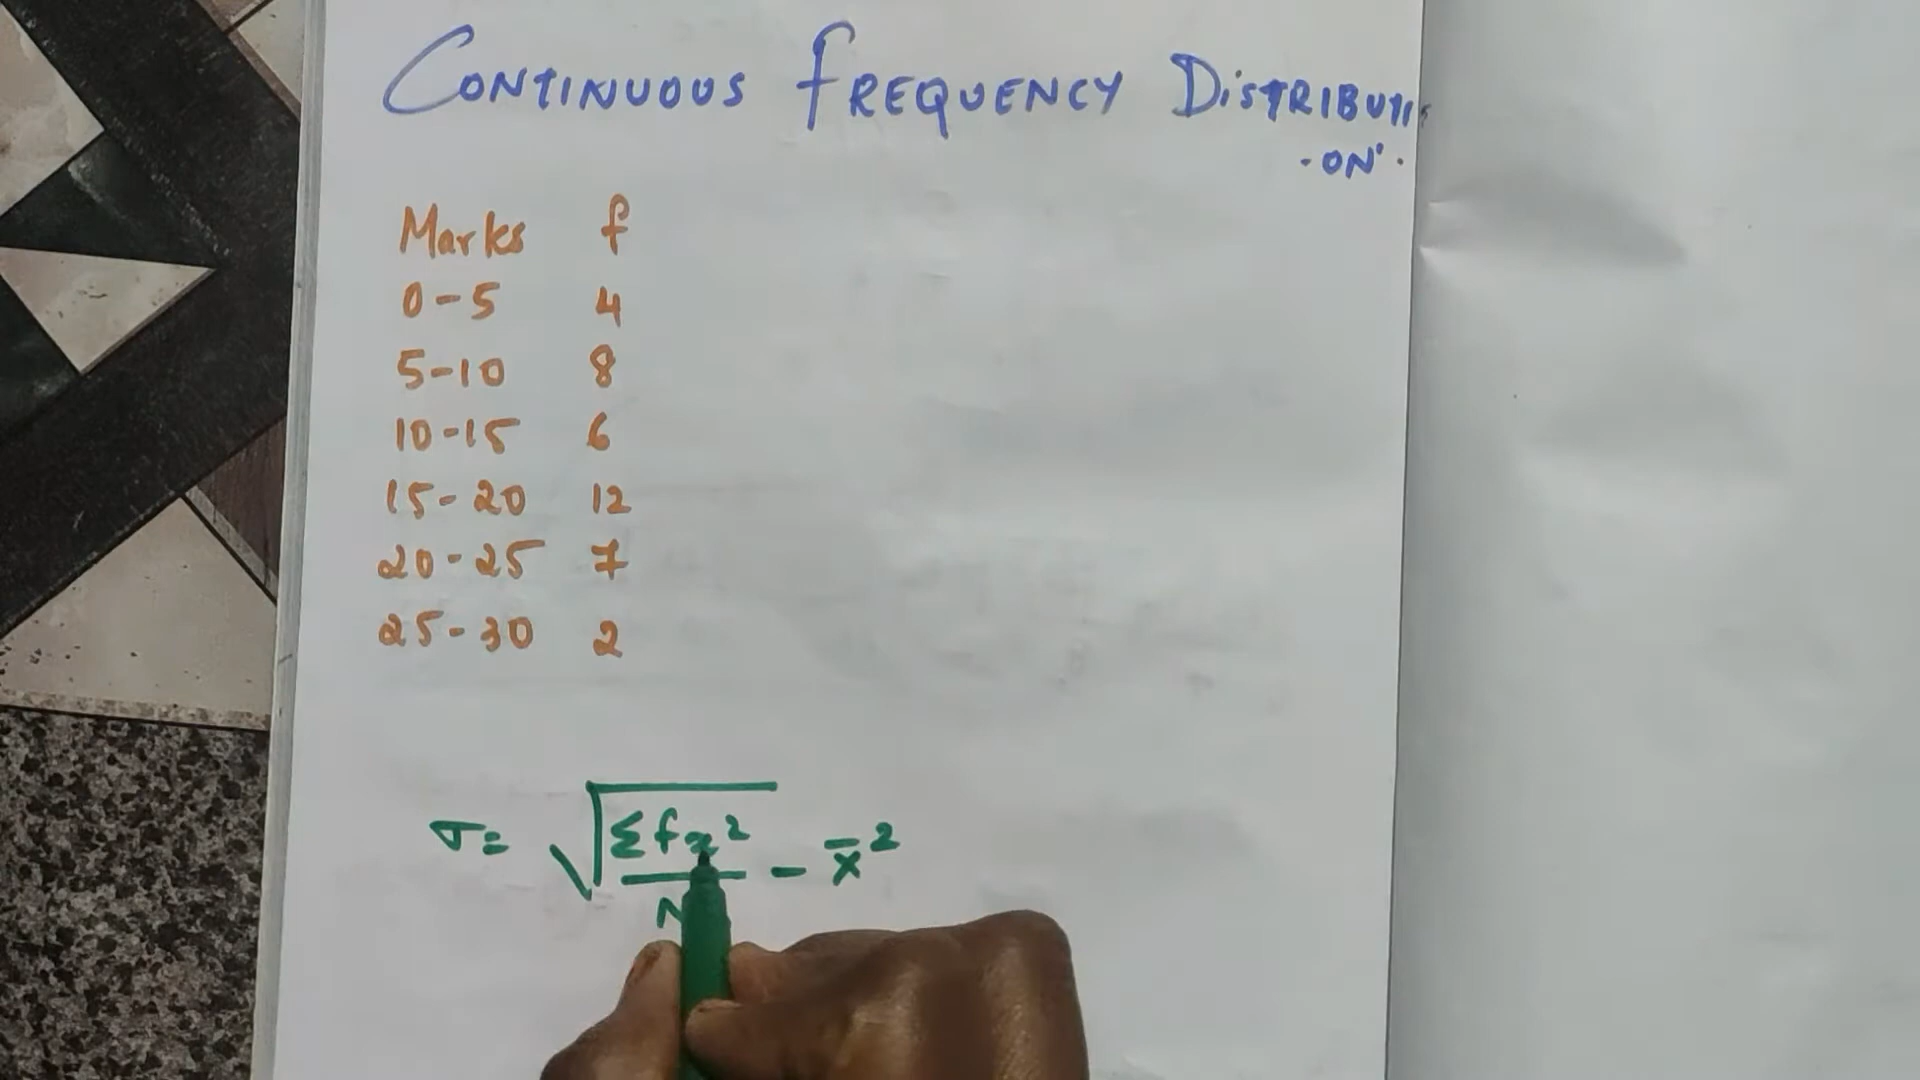 CONTINUOUS FREQUENCY DISTRIBUTI
-ON.
Marks f
0-5 4
5-10 8
10-15 6
15-20 12
20-25 7
25-30 2
σ= √Σfx²/N - x̄²